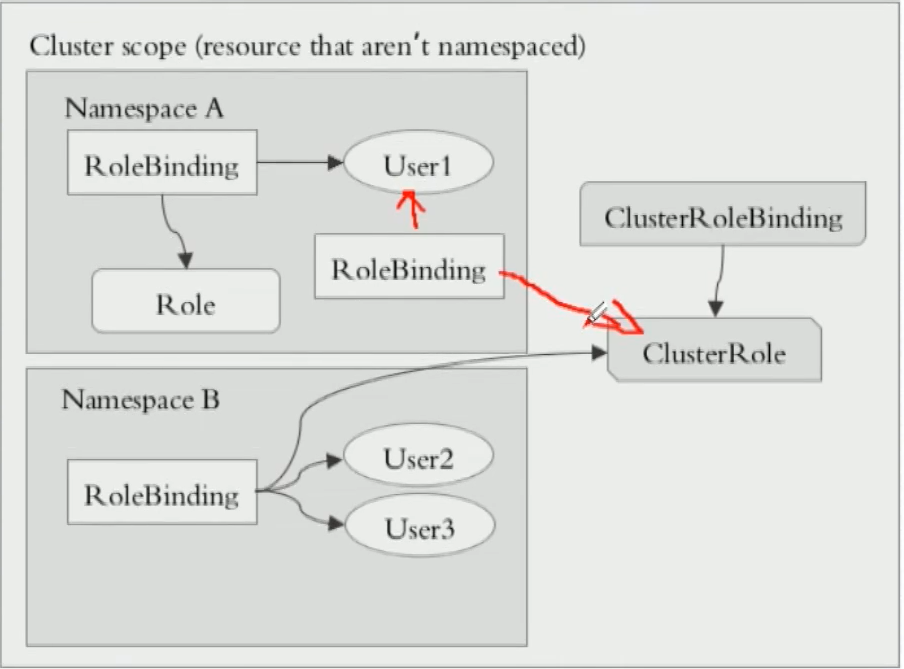 Cluster scope (resource that aren't namespaced)
Namespace A
RoleBinding
User1
ClusterRoleBinding
RoleBinding
Role
ClusterRole
Namespace B
User2
RoleBinding
User3